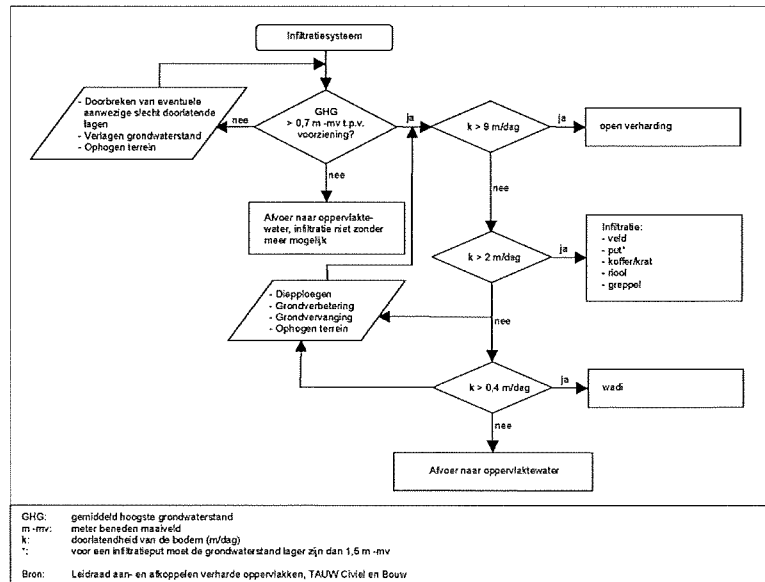 Infiltratiesysteem
- Doorbreken van eventuele
aanwezige slecht doorlatende
lagen
- Verlagen grondwaterstand
- Ophogen terrein
nee
GHG
> 0,7 m -mv t.p.v.
voorziening?
ja
k > 9 m/dag
ja
open verharding
nee
nee
Afvoer naar oppervlakte-
water, infiltratie niet zonder
meer mogelijk
k > 2 m/dag
ja
Infiltratie:
- veld
- put*
- koffer/krat
- riool
- greppel
- Diepploegen
- Grondverbetering
- Grondvervanging
- Ophogen terrein
nee
k > 0,4 m/dag
ja
wadi
nee
Afvoer naar oppervlaktewater
GHG: gemiddeld hoogste grondwaterstand
m -mv: meter beneden maaiveld
k: doorlatendheid van de bodem (m/dag)
*: voor een infiltratieput moet de grondwaterstand lager zijn dan 1,5 m -mv
Bron: Leidraad aan- en afkoppelen verharde oppervlakken, TAUW Civiel en Bouw